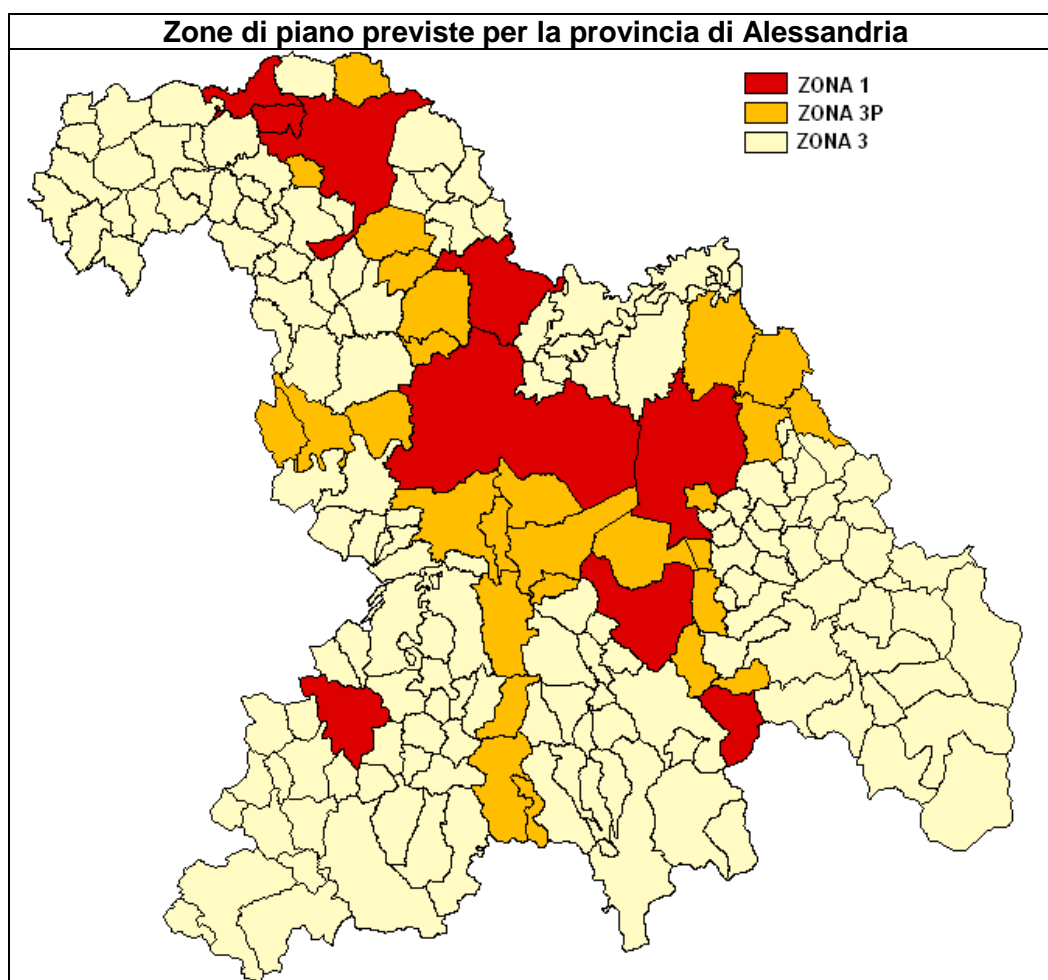 Zone di piano previste per la provincia di Alessandria
ZONA 1
ZONA 3P
ZONA 3